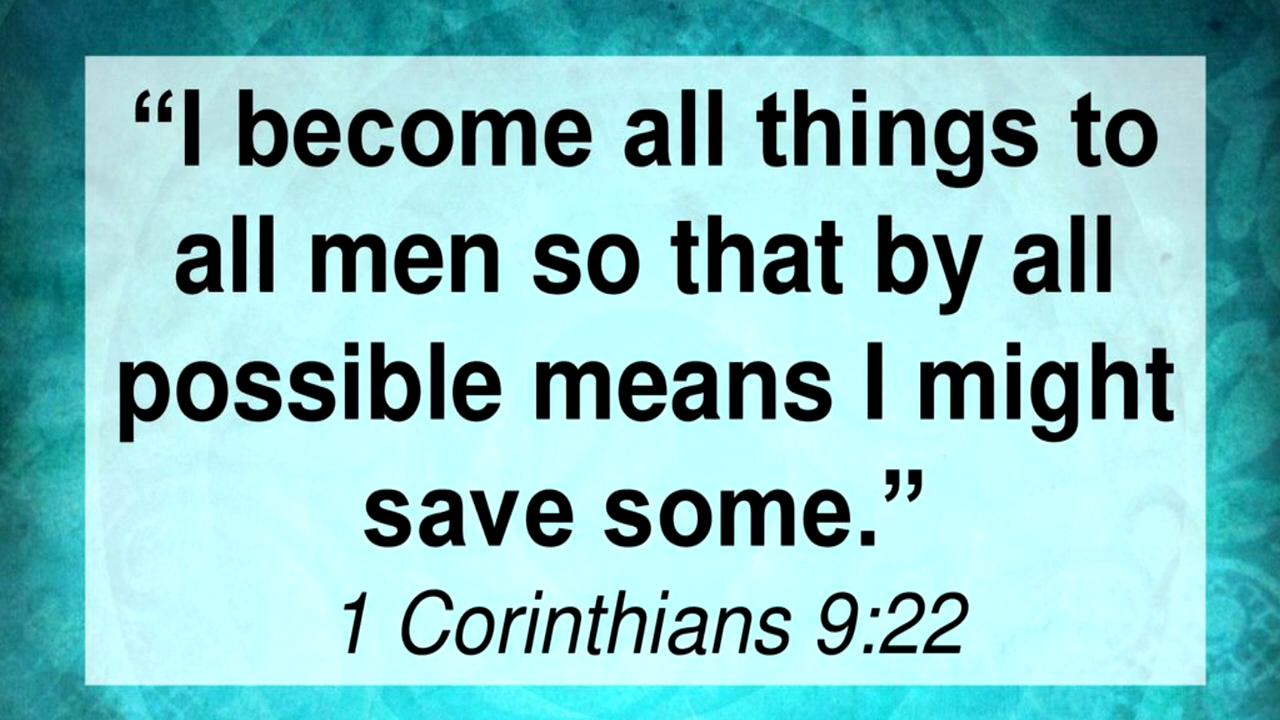 “I become all things to
all men so that by all
possible means I might
save some.”
1 Corinthians 9:22